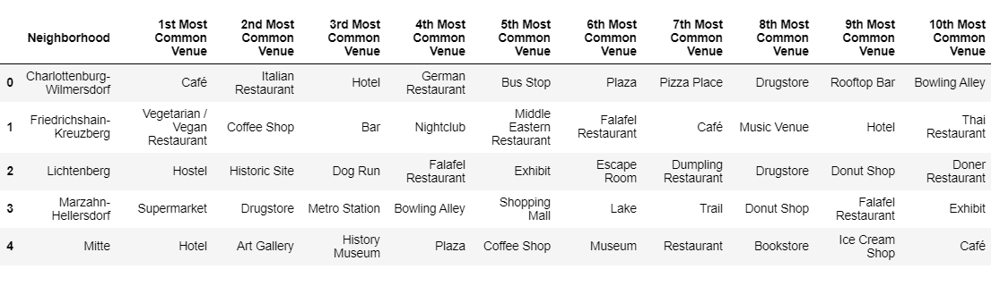 Neighborhood 1st Most Common Venue 2nd Most Common Venue 3rd Most Common Venue 4th Most Common Venue 5th Most Common Venue 6th Most Common Venue 7th Most Common Venue 8th Most Common Venue 9th Most Common Venue 10th Most Common Venue
0 Charlottenburg-Wilmersdorf Café Italian Restaurant Hotel German Restaurant Bus Stop Plaza Pizza Place Drugstore Rooftop Bar Bowling Alley
1 Friedrichshain-Kreuzberg Vegetarian / Vegan Restaurant Coffee Shop Bar Nightclub Middle Eastern Restaurant Falafel Restaurant Café Music Venue Hotel Thai Restaurant
2 Lichtenberg Hostel Historic Site Dog Run Falafel Restaurant Exhibit Escape Room Dumpling Restaurant Drugstore Donut Shop Doner Restaurant
3 Marzahn-Hellersdorf Supermarket Drugstore Metro Station Bowling Alley Shopping Mall Lake Trail Donut Shop Falafel Restaurant Exhibit
4 Mitte Hotel Art Gallery History Museum Plaza Coffee Shop Museum Restaurant Bookstore Ice Cream Shop Café